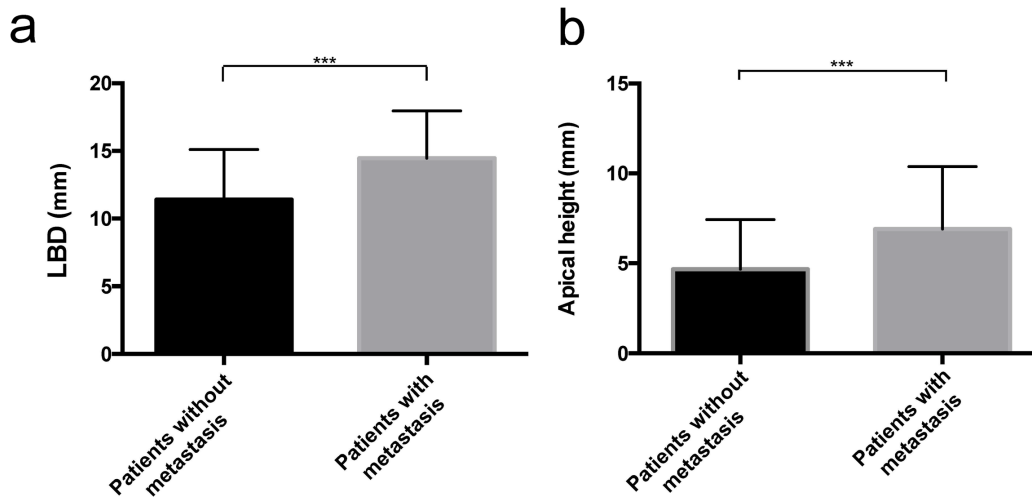 a
***
20
15
10
5
0
LBD (mm)
Patients without
metastasis
Patients with
metastasis
b
***
15
10
5
0
Apical height (mm)
Patients without
metastasis
Patients with
metastasis